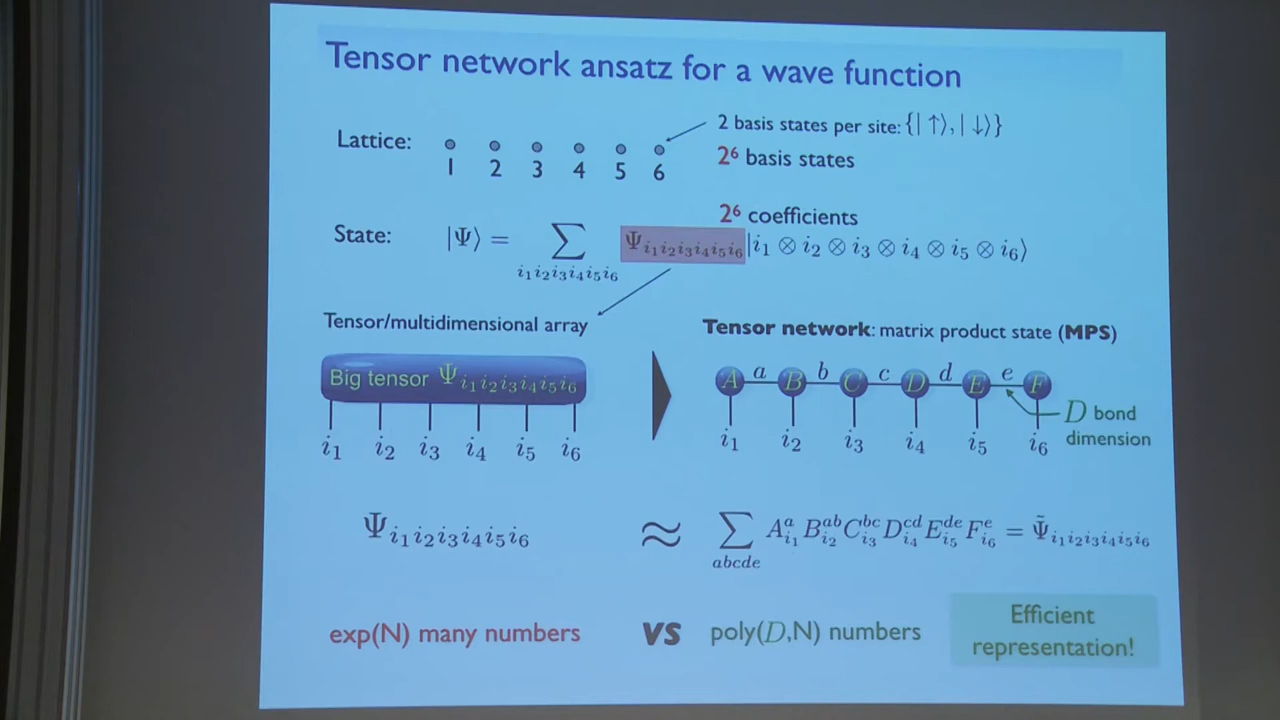 Tensor network ansatz for a wave function
Lattice:
2 basis states per site: {| ↑⟩, | ↓⟩}
1 2 3 4 5 6
2⁶ basis states
2⁶ coefficients
State: |Ψ⟩ = ∑ Ψ_{i₁i₂i₃i₄i₅i₆} |i₁ ⊗ i₂ ⊗ i₃ ⊗ i₄ ⊗ i₅ ⊗ i₆⟩
i₁i₂i₃i₄i₅i₆
Tensor/multidimensional array
Big tensor Ψ_{i₁i₂i₃i₄i₅i₆}
i₁ i₂ i₃ i₄ i₅ i₆
Tensor network: matrix product state (MPS)
a b c d e
A B C D E F
i₁ i₂ i₃ i₄ i₅ i₆
D bond
dimension
Ψ_{i₁i₂i₃i₄i₅i₆} ≈ ∑ A^{a}_{i₁} B^{ab}_{i₂} C^{bc}_{i₃} D^{cd}_{i₄} E^{de}_{i₅} F^{e}_{i₆} = Ψ̃_{i₁i₂i₃i₄i₅i₆}
abcde
exp(N) many numbers vs poly(D,N) numbers
Efficient
representation!